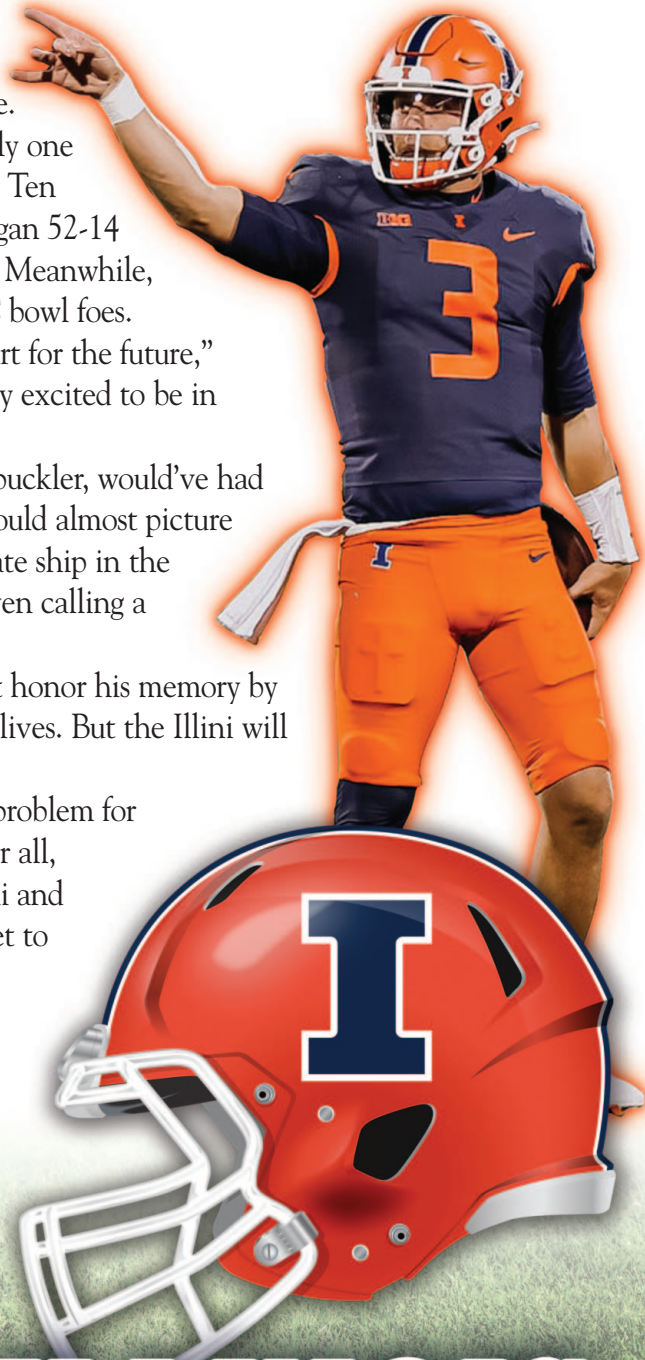 e.
ly one
Ten
gan 52-14
Meanwhile,
bowl foes.
rt for the future,”
y excited to be in
buckler, would've had
ould almost picture
ate ship in the
ven calling a
t honor his memory by
lives. But the Illini will
problem for
r all,
i and
et to
B1G I
3
I
I